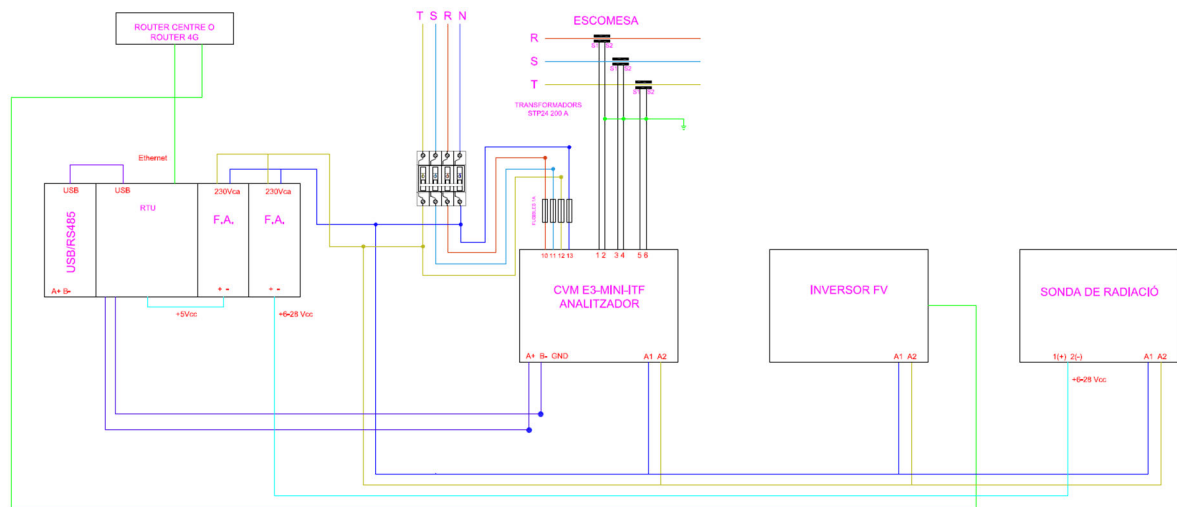 ROUTER CENTRE O
ROUTER 4G
T S R N
ESCOMESA
R
S1 S2
S
S1 S2
T
S1 S2
TRANSFORMADORS
STP24 200 A
Ethernet
USB USB 230Vca 230Vca
RTU
F.A. F.A.
USB/RS485
FUSIBLES 1A
A+ B- + - + -
+5Vcc
+6-28 Vcc
10 11 12 13 1 2 3 4 5 6
CVM E3-MINI-ITF
ANALITZADOR
A+ B- GND A1 A2
INVERSOR FV
A1 A2
SONDA DE RADIACIÓ
1(+) 2(-) A1 A2
+6-28 Vcc